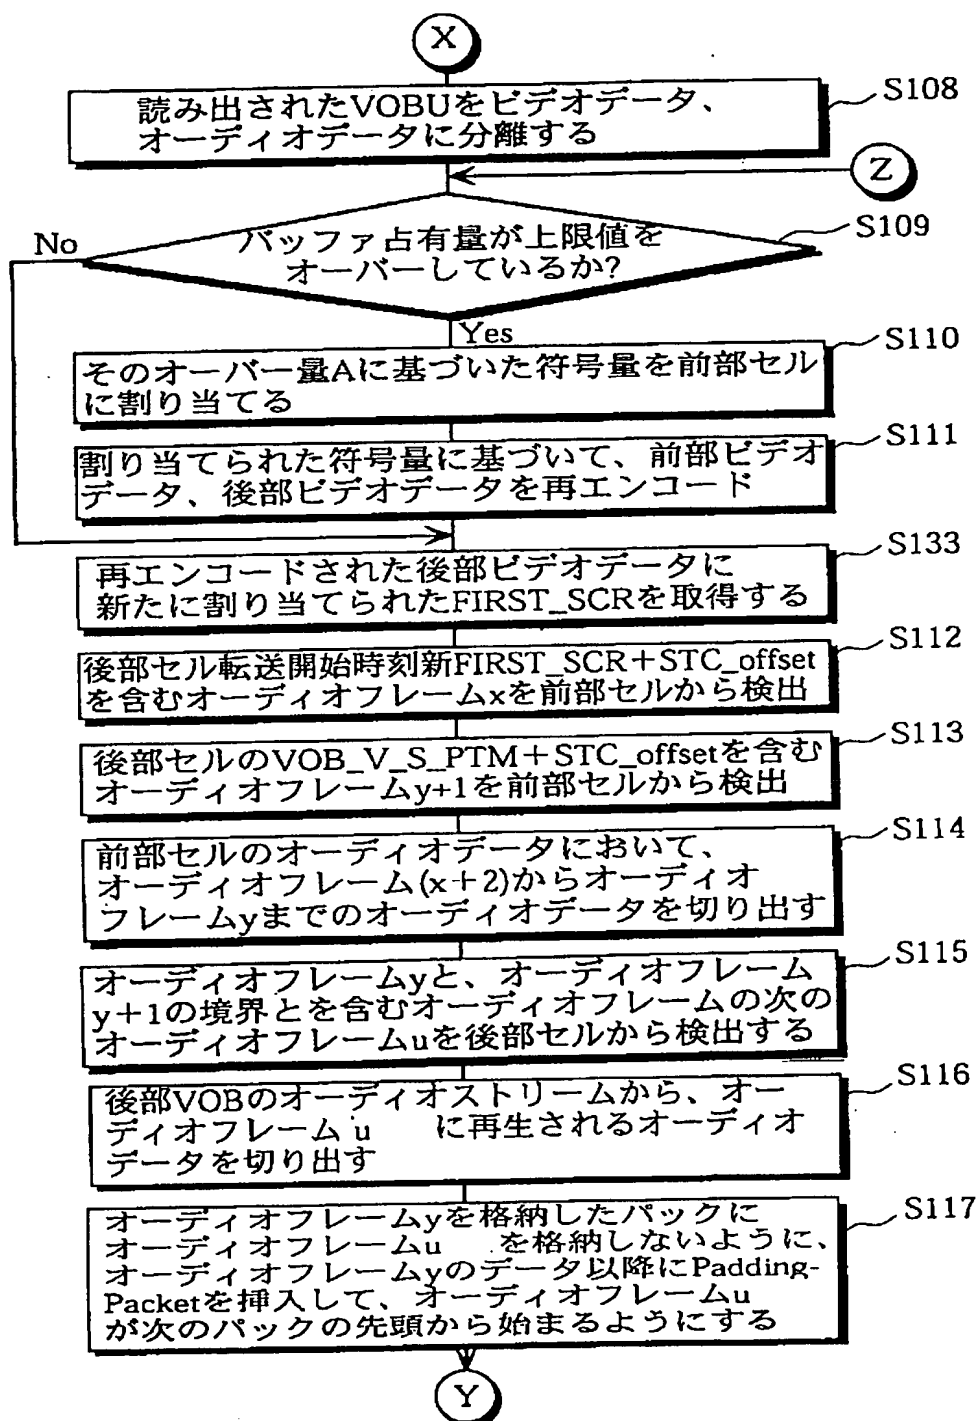 X
読み出されたVOBUをビデオデータ、
オーディオデータに分離する
S108
Z
バッファ占有量が上限値を
オーバーしているか?
S109
No
Yes
そのオーバー量Aに基づいた符号量を前部セル
に割り当てる
S110
割り当てられた符号量に基づいて、前部ビデオ
データ、後部ビデオデータを再エンコード
S111
再エンコードされた後部ビデオデータに
新たに割り当てられたFIRST_SCRを取得する
S133
後部セル転送開始時刻新FIRST_SCR+STC_offset
を含むオーディオフレームxを前部セルから検出
S112
後部セルのVOB_V_S_PTM+STC_offsetを含む
オーディオフレームy+1を前部セルから検出
S113
前部セルのオーディオデータにおいて、
オーディオフレーム(x+2)からオーディオ
フレームyまでのオーディオデータを切り出す
S114
オーディオフレームyと、オーディオフレーム
y+1の境界とを含むオーディオフレームの次の
オーディオフレームuを後部セルから検出する
S115
後部VOBのオーディオストリームから、オー
ディオフレーム u に再生されるオーディオ
データを切り出す
S116
オーディオフレームyを格納したパックに
オーディオフレームu を格納しないように、
オーディオフレームyのデータ以降にPadding-
Packetを挿入して、オーディオフレームu
が次のパックの先頭から始まるようにする
S117
Y